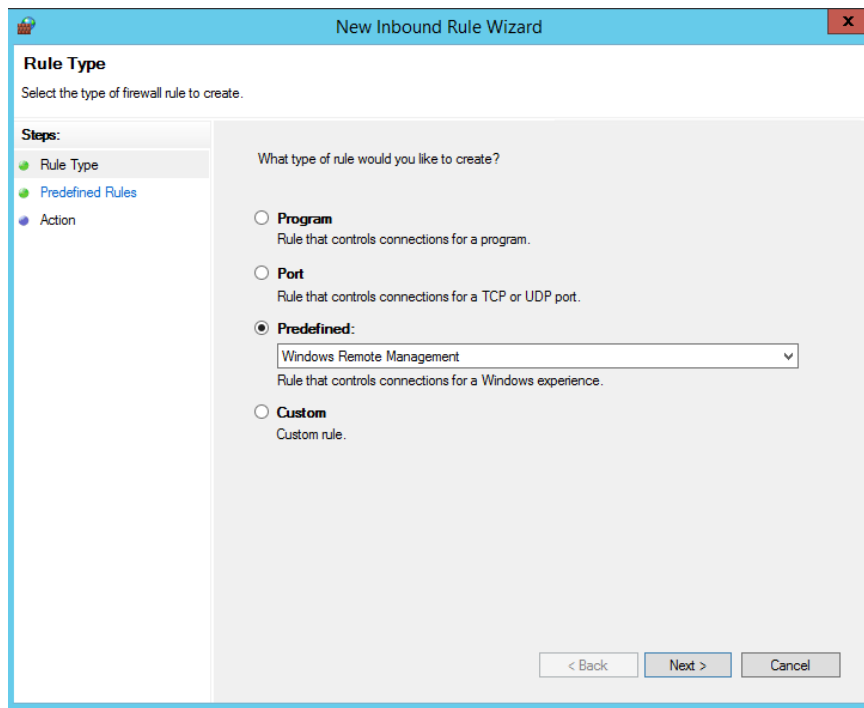 New Inbound Rule Wizard
x
Rule Type
Select the type of firewall rule to create.
Steps:
Rule Type
Predefined Rules
Action
What type of rule would you like to create?
Program
Rule that controls connections for a program.
Port
Rule that controls connections for a TCP or UDP port.
Predefined:
Windows Remote Management
Rule that controls connections for a Windows experience.
Custom
Custom rule.
< Back Next > Cancel